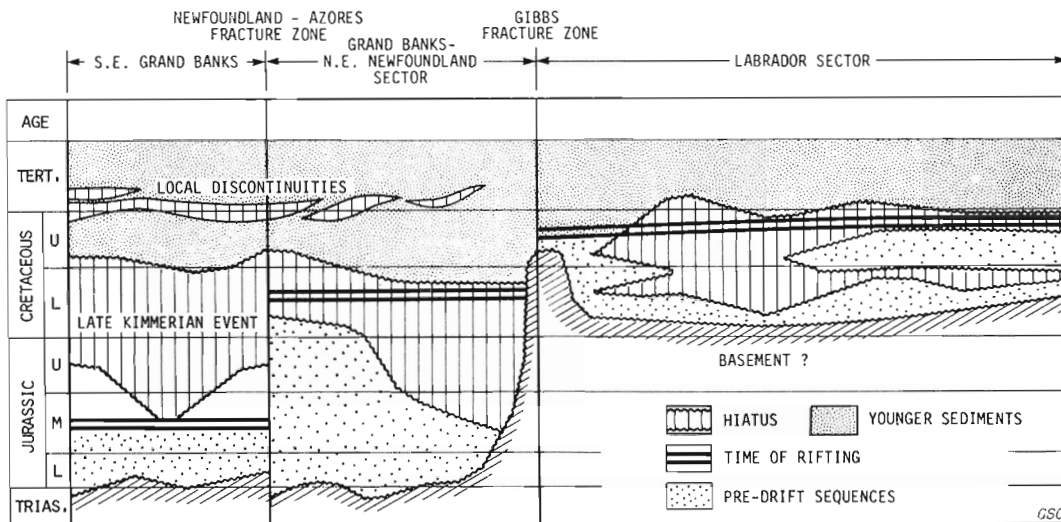 NEWFOUNDLAND - AZORES
FRACTURE ZONE
GIBBS
FRACTURE ZONE
S.E. GRAND BANKS
GRAND BANKS-
N.E. NEWFOUNDLAND
SECTOR
LABRADOR SECTOR
AGE
TERT.
LOCAL DISCONTINUITIES
CRETACEOUS
U
L
LATE KIMMERIAN EVENT
JURASSIC
U
M
L
TRIAS.
BASEMENT ?
HIATUS
YOUNGER SEDIMENTS
TIME OF RIFTING
PRE-DRIFT SEQUENCES
GSC